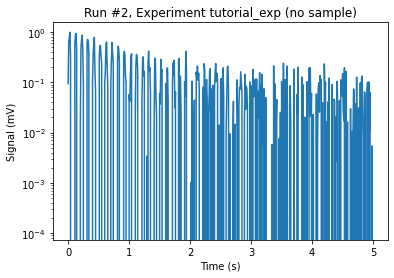 Run #2, Experiment tutorial_exp (no sample)
Signal (mV)
10⁰
10⁻¹
10⁻²
10⁻³
10⁻⁴
0 1 2 3 4 5
Time (s)